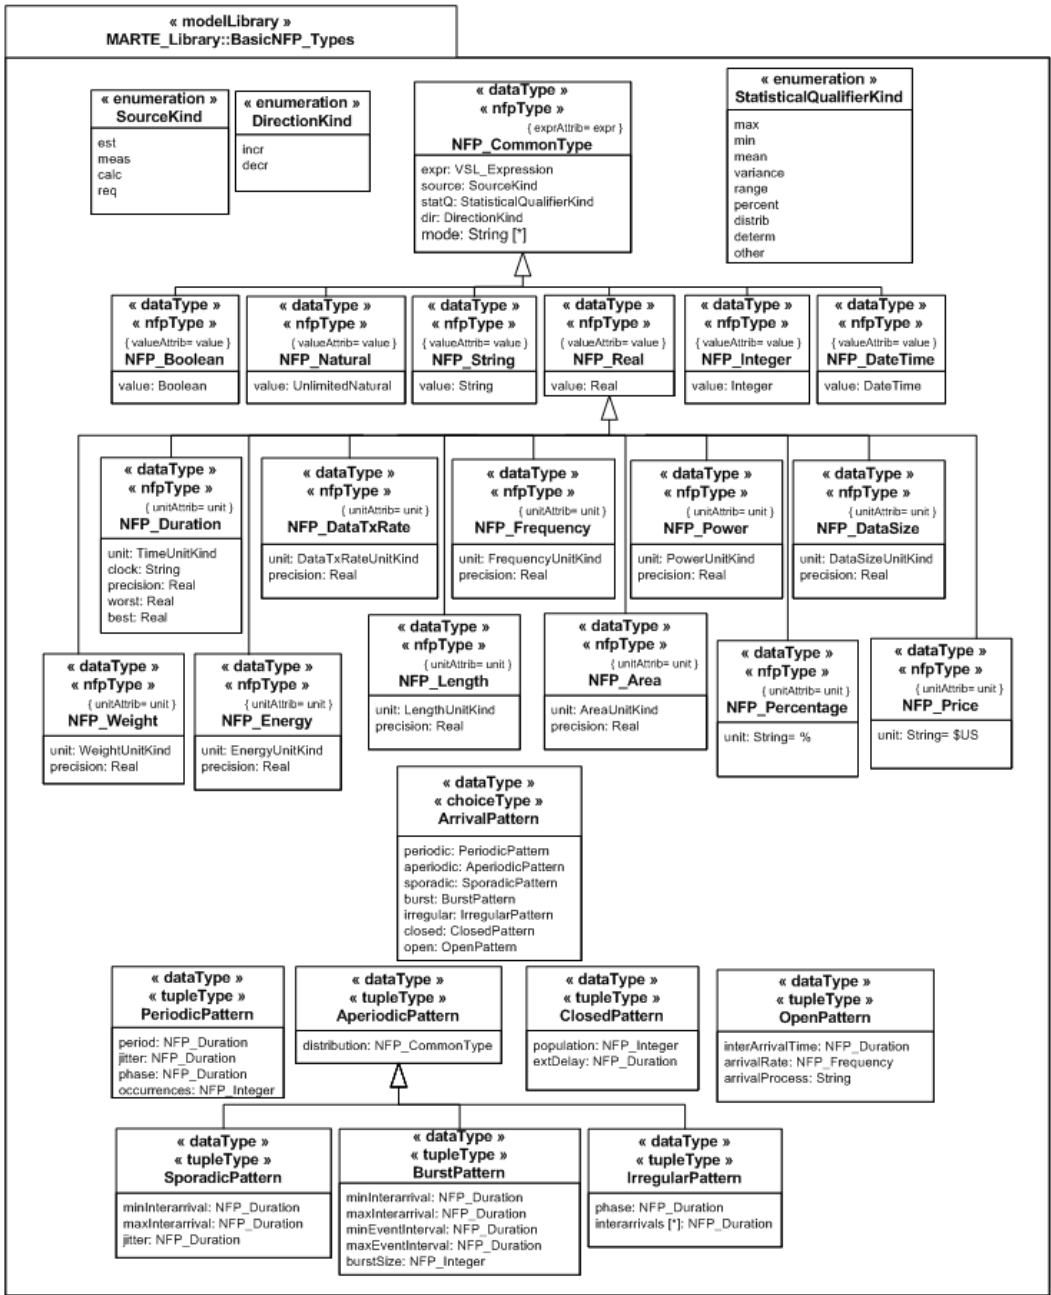 « modelLibrary »
MARTE_Library::BasicNFP_Types
« enumeration »
SourceKind
est
meas
calc
req
« enumeration »
DirectionKind
incr
decr
« dataType »
« nfpType »
{ exprAttrib= expr }
NFP_CommonType
expr: VSL_Expression
source: SourceKind
statQ: StatisticalQualifierKind
dir: DirectionKind
mode: String [*]
« enumeration »
StatisticalQualifierKind
max
min
mean
variance
range
percent
distrib
determ
other
« dataType »
« nfpType »
{ valueAttrib= value }
NFP_Boolean
value: Boolean
« dataType »
« nfpType »
{ valueAttrib= value }
NFP_Natural
value: UnlimitedNatural
« dataType »
« nfpType »
{ valueAttrib= value }
NFP_String
value: String
« dataType »
« nfpType »
{ valueAttrib= value }
NFP_Real
value: Real
« dataType »
« nfpType »
{ valueAttrib= value }
NFP_Integer
value: Integer
« dataType »
« nfpType »
{ valueAttrib= value }
NFP_DateTime
value: DateTime
« dataType »
« nfpType »
{ unitAttrib= unit }
NFP_Duration
unit: TimeUnitKind
clock: String
precision: Real
worst: Real
best: Real
« dataType »
« nfpType »
{ unitAttrib= unit }
NFP_DataTxRate
unit: DataTxRateUnitKind
precision: Real
« dataType »
« nfpType »
{ unitAttrib= unit }
NFP_Frequency
unit: FrequencyUnitKind
precision: Real
« dataType »
« nfpType »
{ unitAttrib= unit }
NFP_Power
unit: PowerUnitKind
precision: Real
« dataType »
« nfpType »
{ unitAttrib= unit }
NFP_DataSize
unit: DataSizeUnitKind
precision: Real
« dataType »
« nfpType »
{ unitAttrib= unit }
NFP_Weight
unit: WeightUnitKind
precision: Real
« dataType »
« nfpType »
{ unitAttrib= unit }
NFP_Energy
unit: EnergyUnitKind
precision: Real
« dataType »
« nfpType »
{ unitAttrib= unit }
NFP_Length
unit: LengthUnitKind
precision: Real
« dataType »
« nfpType »
{ unitAttrib= unit }
NFP_Area
unit: AreaUnitKind
precision: Real
« dataType »
« nfpType »
{ unitAttrib= unit }
NFP_Percentage
unit: String= %
« dataType »
« nfpType »
{ unitAttrib= unit }
NFP_Price
unit: String= $US
« dataType »
« choiceType »
ArrivalPattern
periodic: PeriodicPattern
aperiodic: AperiodicPattern
sporadic: SporadicPattern
burst: BurstPattern
irregular: IrregularPattern
closed: ClosedPattern
open: OpenPattern
« dataType »
« tupleType »
PeriodicPattern
period: NFP_Duration
jitter: NFP_Duration
phase: NFP_Duration
occurrences: NFP_Integer
« dataType »
« tupleType »
AperiodicPattern
distribution: NFP_CommonType
« dataType »
« tupleType »
ClosedPattern
population: NFP_Integer
extDelay: NFP_Duration
« dataType »
« tupleType »
OpenPattern
interArrivalTime: NFP_Duration
arrivalRate: NFP_Frequency
arrivalProcess: String
« dataType »
« tupleType »
SporadicPattern
minInterarrival: NFP_Duration
maxInterarrival: NFP_Duration
jitter: NFP_Duration
« dataType »
« tupleType »
BurstPattern
minInterarrival: NFP_Duration
maxInterarrival: NFP_Duration
minEventInterval: NFP_Duration
maxEventInterval: NFP_Duration
burstSize: NFP_Integer
« dataType »
« tupleType »
IrregularPattern
phase: NFP_Duration
interarrivals [*]: NFP_Duration